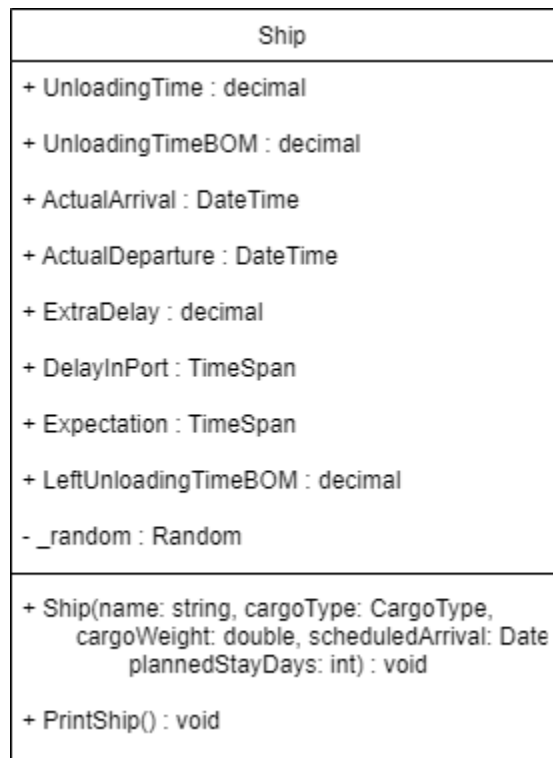 Ship
+ UnloadingTime : decimal
+ UnloadingTimeBOM : decimal
+ ActualArrival : DateTime
+ ActualDeparture : DateTime
+ ExtraDelay : decimal
+ DelayInPort : TimeSpan
+ Expectation : TimeSpan
+ LeftUnloadingTimeBOM : decimal
- _random : Random
+ Ship(name: string, cargoType: CargoType,
cargoWeight: double, scheduledArrival: Date
plannedStayDays: int) : void
+ PrintShip() : void